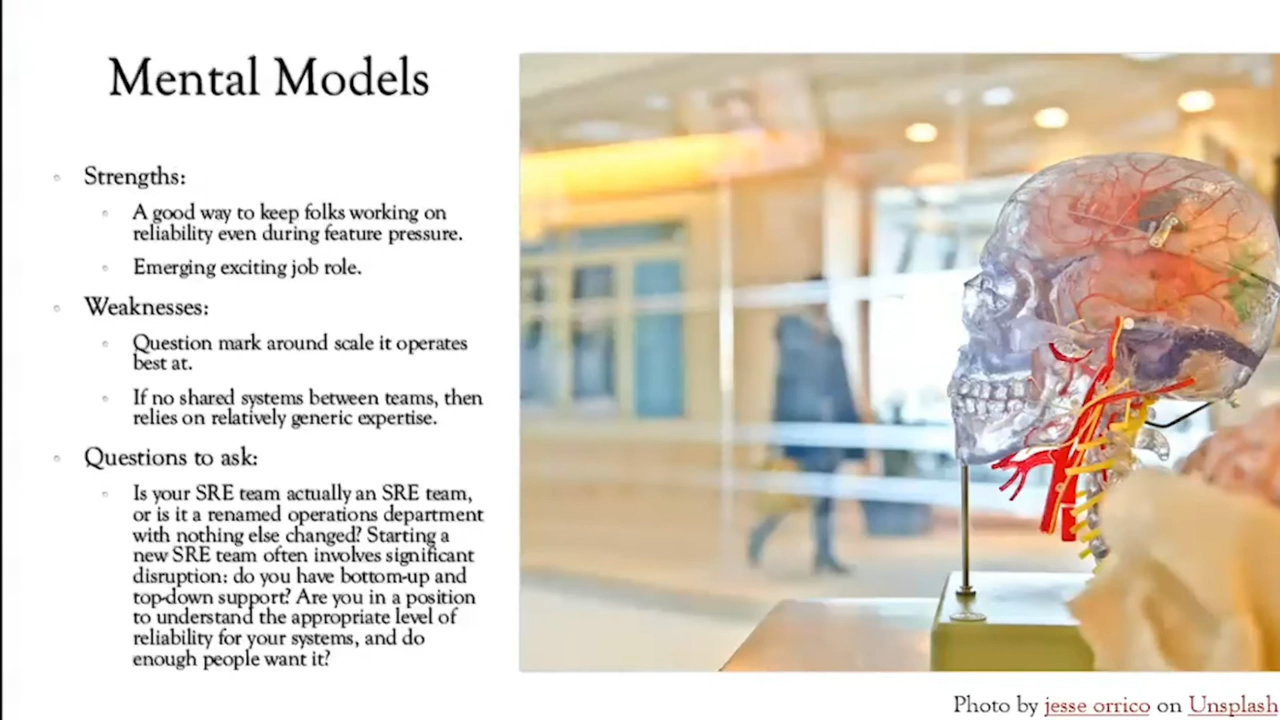 Mental Models
Strengths:
A good way to keep folks working on
reliability even during feature pressure.
Emerging exciting job role.
Weaknesses:
Question mark around scale it operates
best at.
If no shared systems between teams, then
relies on relatively generic expertise.
Questions to ask:
Is your SRE team actually an SRE team,
or is it a renamed operations department
with nothing else changed? Starting a
new SRE team often involves significant
disruption: do you have bottom-up and
top-down support? Are you in a position
to understand the appropriate level of
reliability for your systems, and do
enough people want it?
Photo by jesse orrico on Unsplash